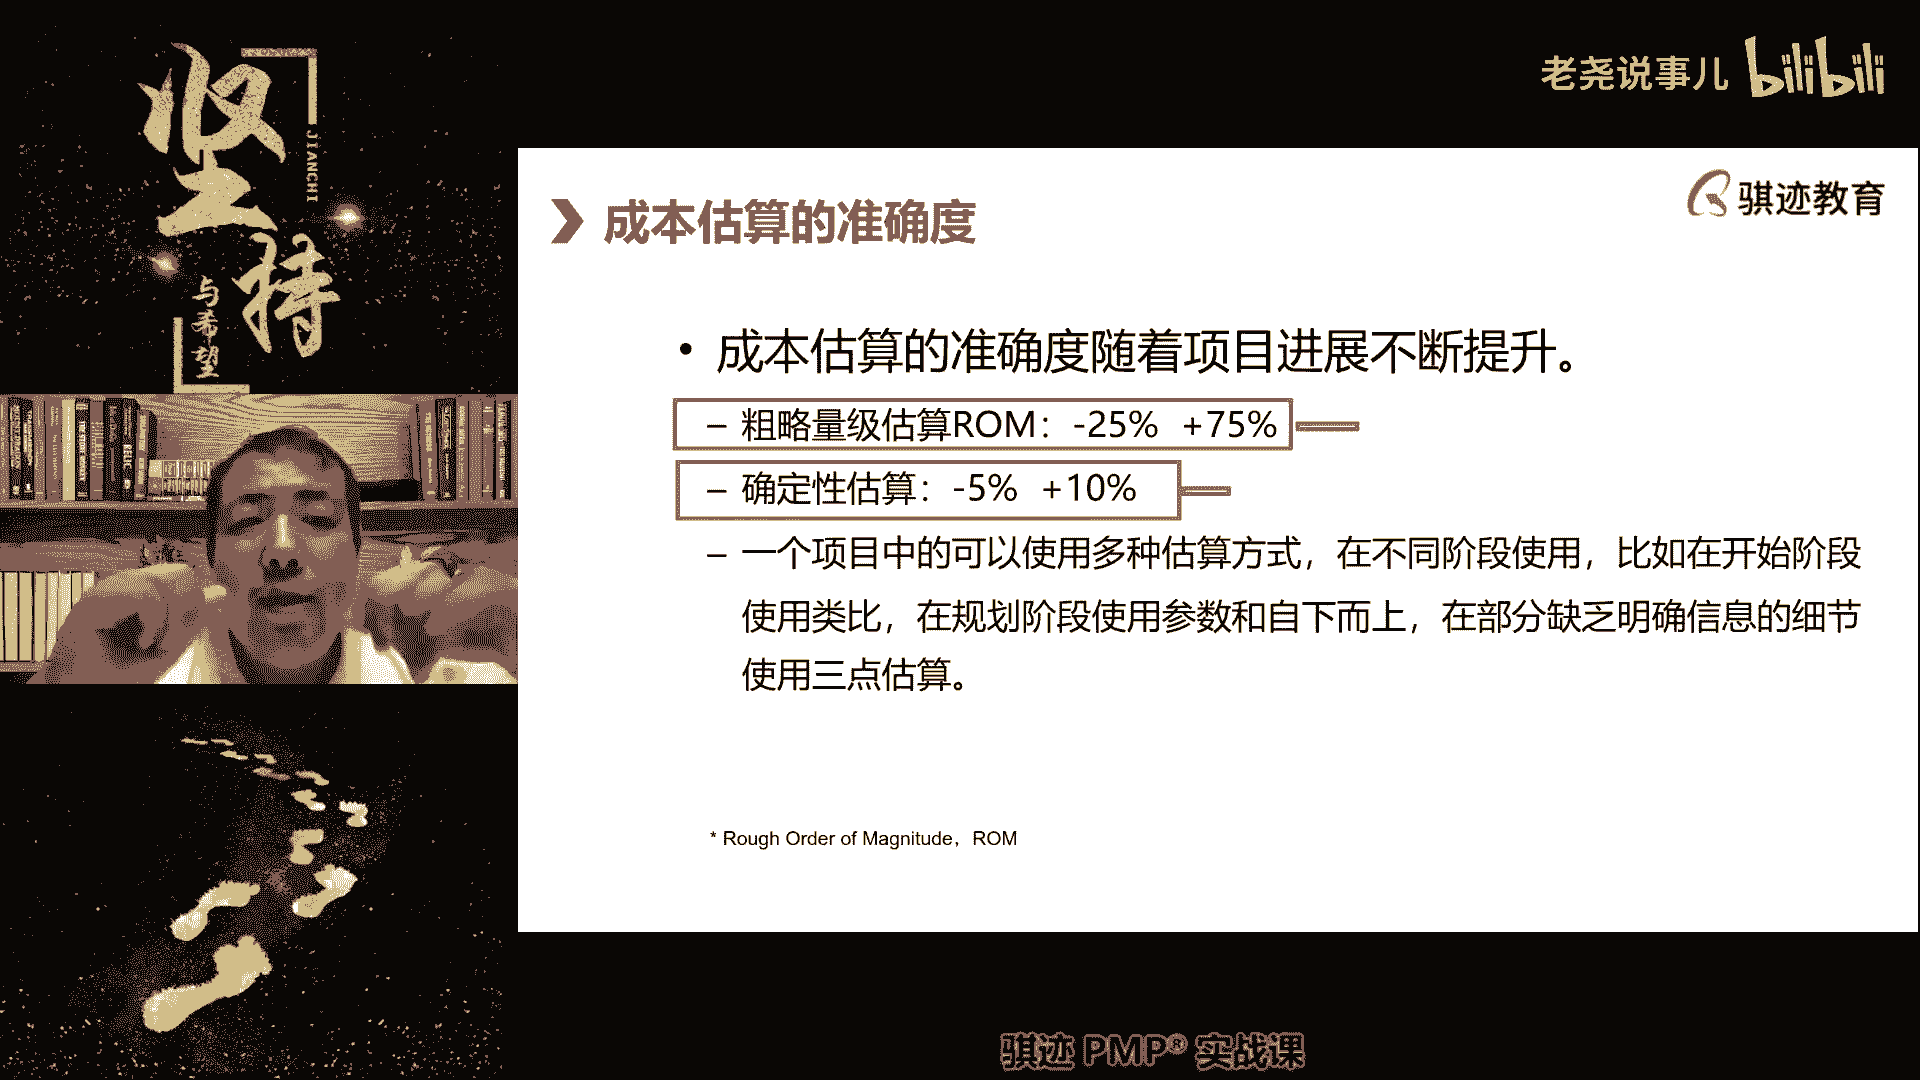 坚持
JIANCHI
与希望
老尧说事儿 bilibili
骐迹教育
成本估算的准确度
• 成本估算的准确度随着项目进展不断提升。
– 粗略量级估算ROM：-25% +75%
– 确定性估算：-5% +10%
– 一个项目中的可以使用多种估算方式，在不同阶段使用，比如在开始阶段
使用类比，在规划阶段使用参数和自下而上，在部分缺乏明确信息的细节
使用三点估算。
* Rough Order of Magnitude，ROM
骐迹 PMP® 实战课